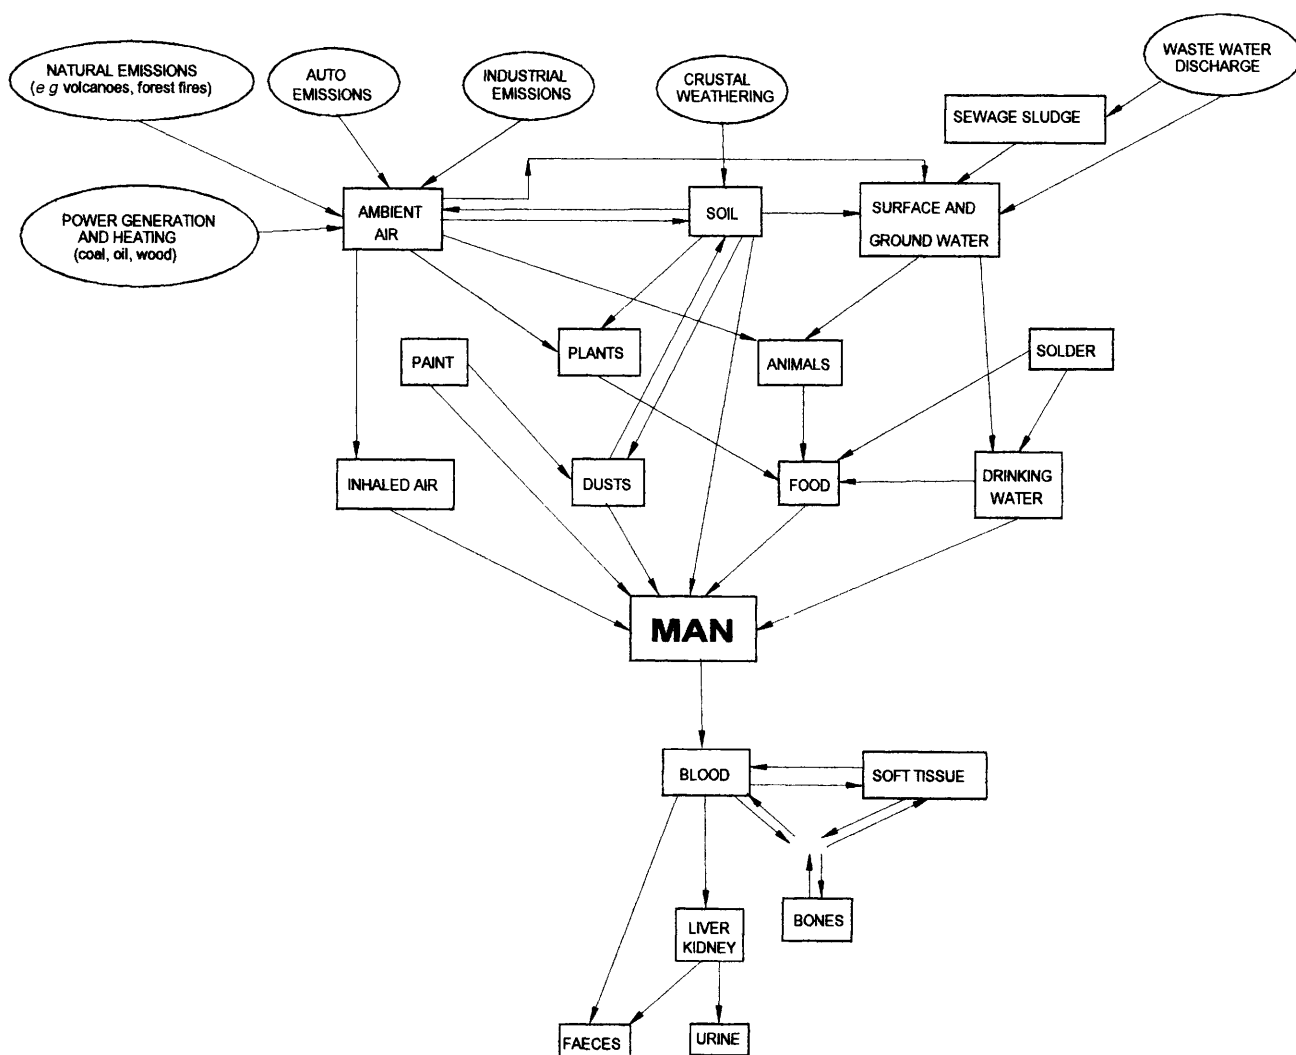 NATURAL EMISSIONS
(e g volcanoes, forest fires)
AUTO
EMISSIONS
INDUSTRIAL
EMISSIONS
CRUSTAL
WEATHERING
WASTE WATER
DISCHARGE
SEWAGE SLUDGE
POWER GENERATION
AND HEATING
(coal, oil, wood)
AMBIENT
AIR
SOIL
SURFACE AND
GROUND WATER
PAINT
PLANTS
ANIMALS
SOLDER
INHALED AIR
DUSTS
FOOD
DRINKING
WATER
MAN
BLOOD
SOFT TISSUE
LIVER
KIDNEY
BONES
FAECES
URINE